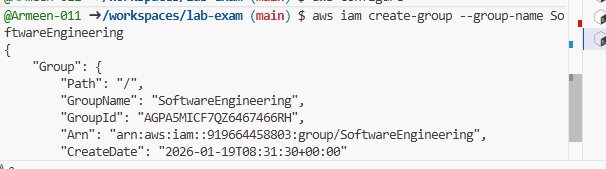 @Armeen-011 ➜/workspaces/lab-exam (main) $ aws configure
@Armeen-011 ➜/workspaces/lab-exam (main) $ aws iam create-group --group-name So
ftwareEngineering
{
    "Group": {
        "Path": "/",
        "GroupName": "SoftwareEngineering",
        "GroupId": "AGPA5MICF7QZ6467466RH",
        "Arn": "arn:aws:iam::919664458803:group/SoftwareEngineering",
        "CreateDate": "2026-01-19T08:31:30+00:00"